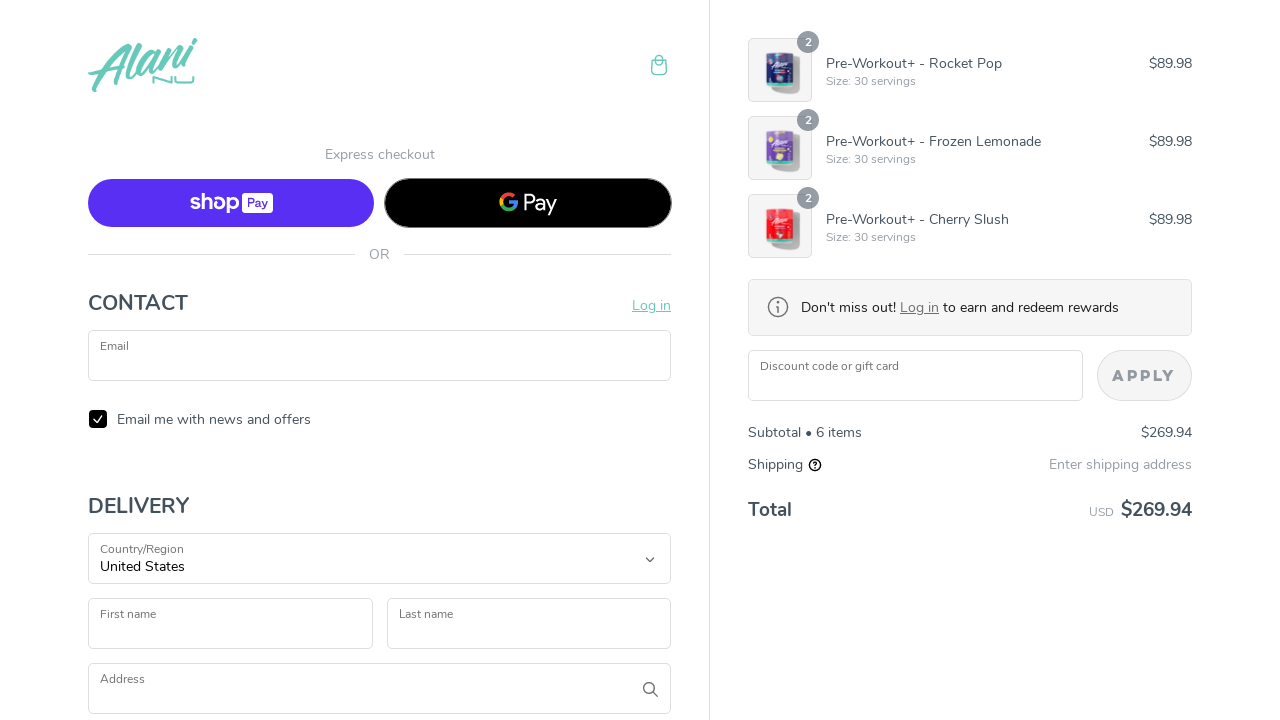 Alani
NU
Express checkout
shop Pay
G Pay
OR
CONTACT
Log in
Email
Email me with news and offers
DELIVERY
Country/Region
United States
First name
Last name
Address
2
Pre-Workout+ - Rocket Pop
$89.98
Size: 30 servings
2
Pre-Workout+ - Frozen Lemonade
$89.98
Size: 30 servings
2
Pre-Workout+ - Cherry Slush
$89.98
Size: 30 servings
Don't miss out! Log in to earn and redeem rewards
Discount code or gift card
APPLY
Subtotal • 6 items
$269.94
Shipping
Enter shipping address
Total
USD $269.94